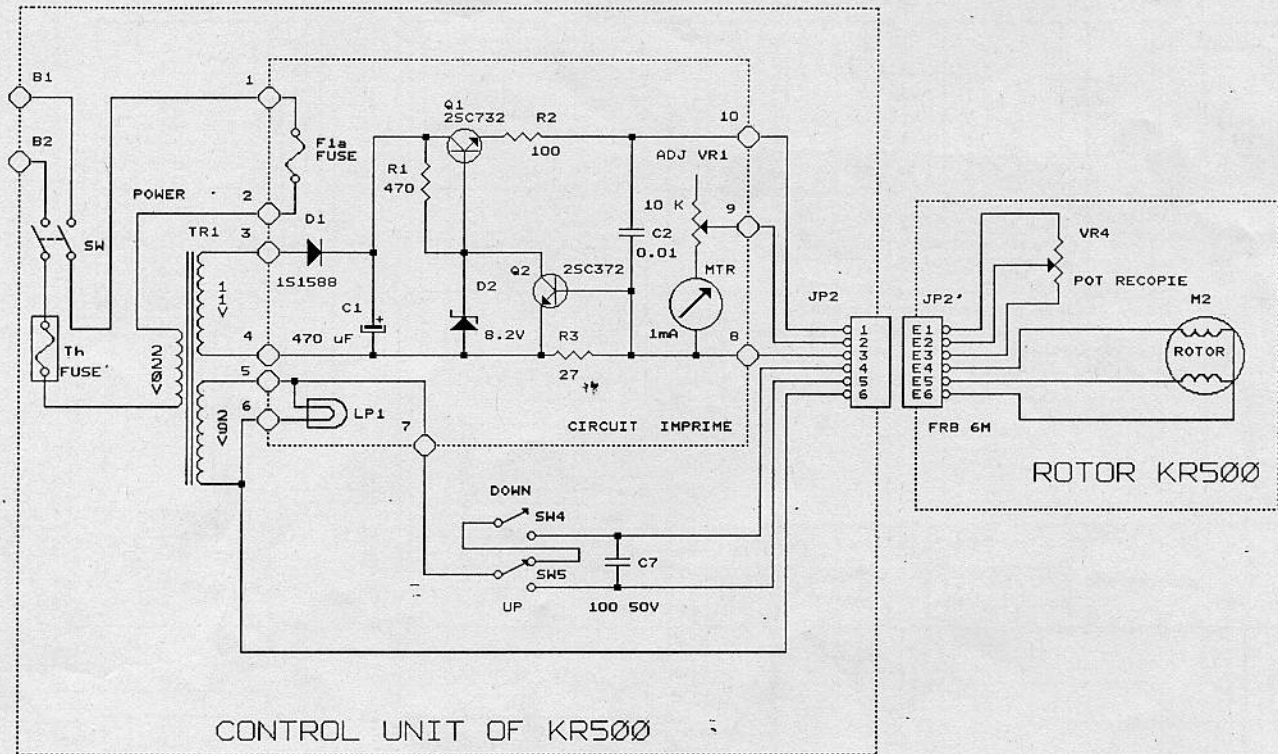 B1
B2
1
F1a
FUSE
POWER
2
3
TR1
SW
Th
FUSE
220V
11V
29V
D1
1S1588
C1
+
470 uF
4
5
6
LP1
7
Q1
2SC732
R1
470
R2
100
Q2
2SC372
D2
8.2V
R3
27
C2
0.01
10
ADJ VR1
10 K
9
MTR
1mA
8
CIRCUIT IMPRIME
DOWN
SW4
SW5
UP
C7
100 50V
JP2
1
2
3
4
5
6
JP2'
E1
E2
E3
E4
E5
E6
FRB 6M
VR4
POT RECOPIE
M2
ROTOR
ROTOR KR500
CONTROL UNIT OF KR500